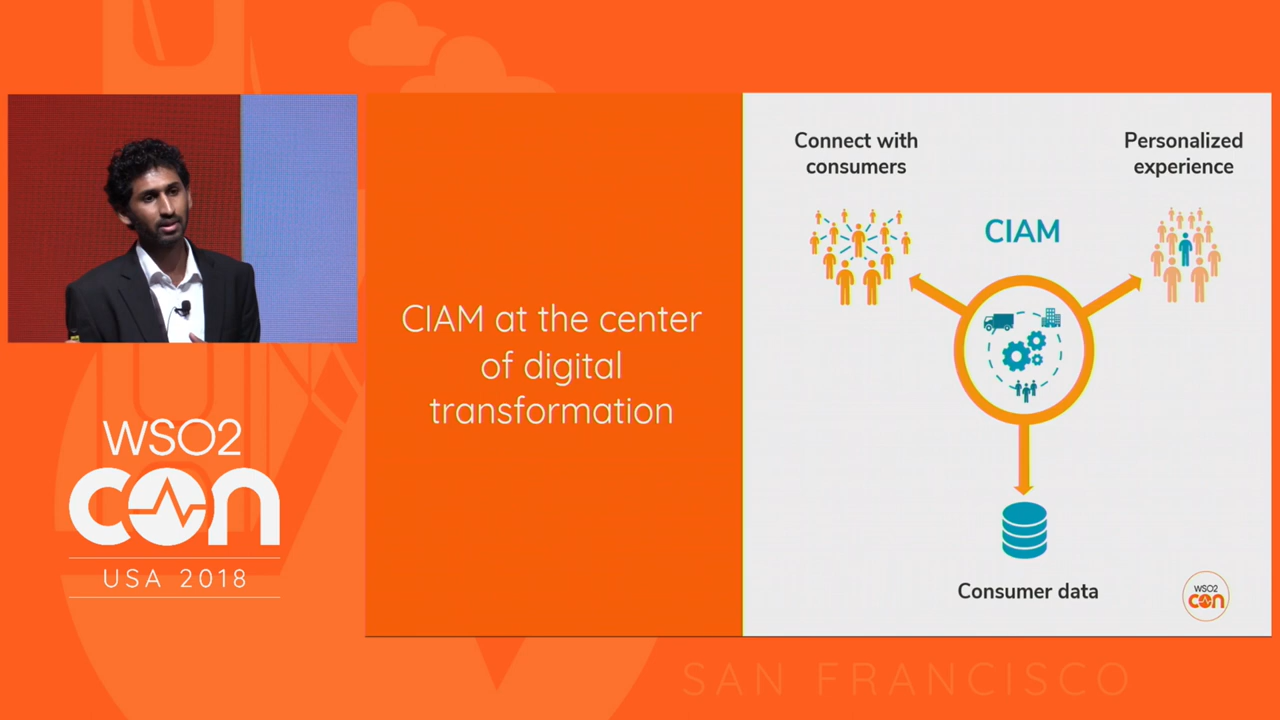 WSO2
con
USA 2018
CIAM at the center
of digital
transformation
Connect with
consumers
Personalized
experience
CIAM
Consumer data
WSO2
con
SAN FRANCISCO